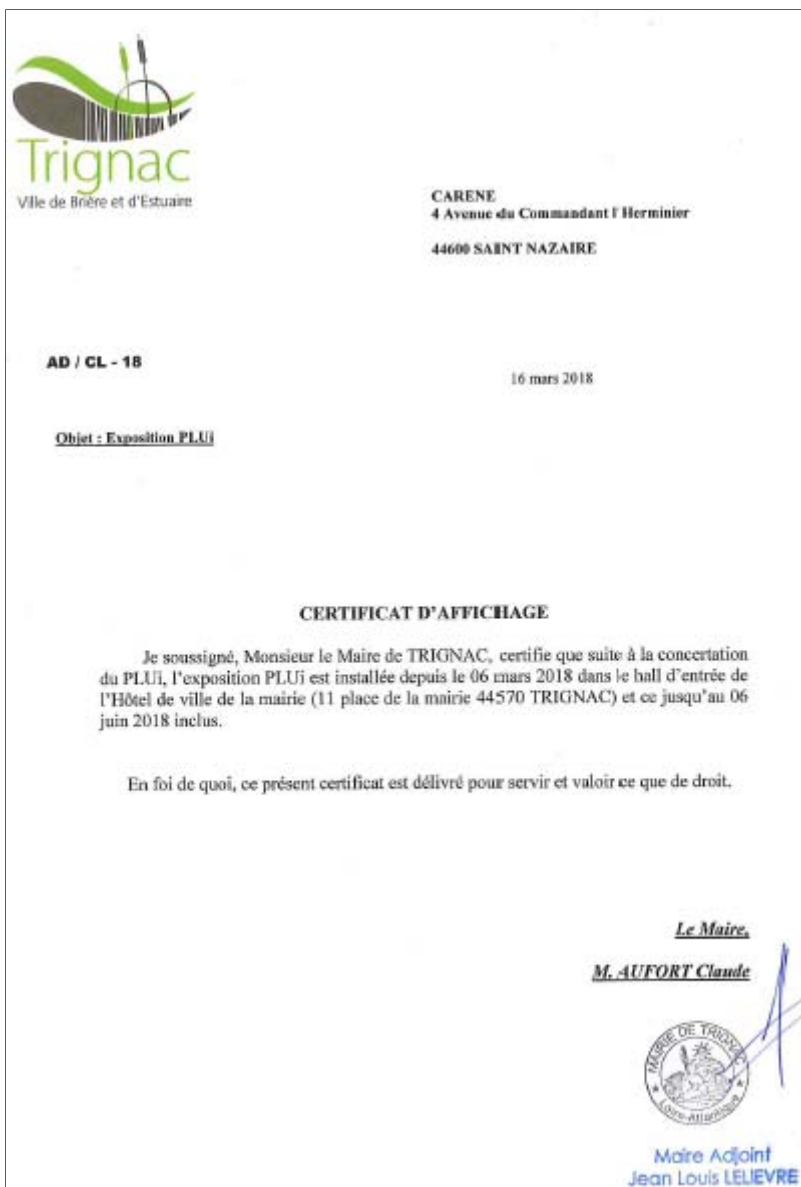 Trignac
Ville de Brière et d'Estuaire
CARENE
4 Avenue du Commandant l'Herminier
44600 SAINT NAZAIRE
AD / CL - 18
16 mars 2018
Objet : Exposition PLUi
CERTIFICAT D'AFFICHAGE
Je soussigné, Monsieur le Maire de TRIGNAC, certifie que suite à la concertation
du PLUi, l'exposition PLUi est installée depuis le 06 mars 2018 dans le hall d'entrée de
l'Hôtel de ville de la mairie (11 place de la mairie 44570 TRIGNAC) et ce jusqu'au 06
juin 2018 inclus.
En foi de quoi, ce présent certificat est délivré pour servir et valoir ce que de droit.
Le Maire,
M. AUFORT Claude
MAIRIE DE TRIGNAC
Loire-Atlantique
Maire Adjoint
Jean Louis LELIEVRE